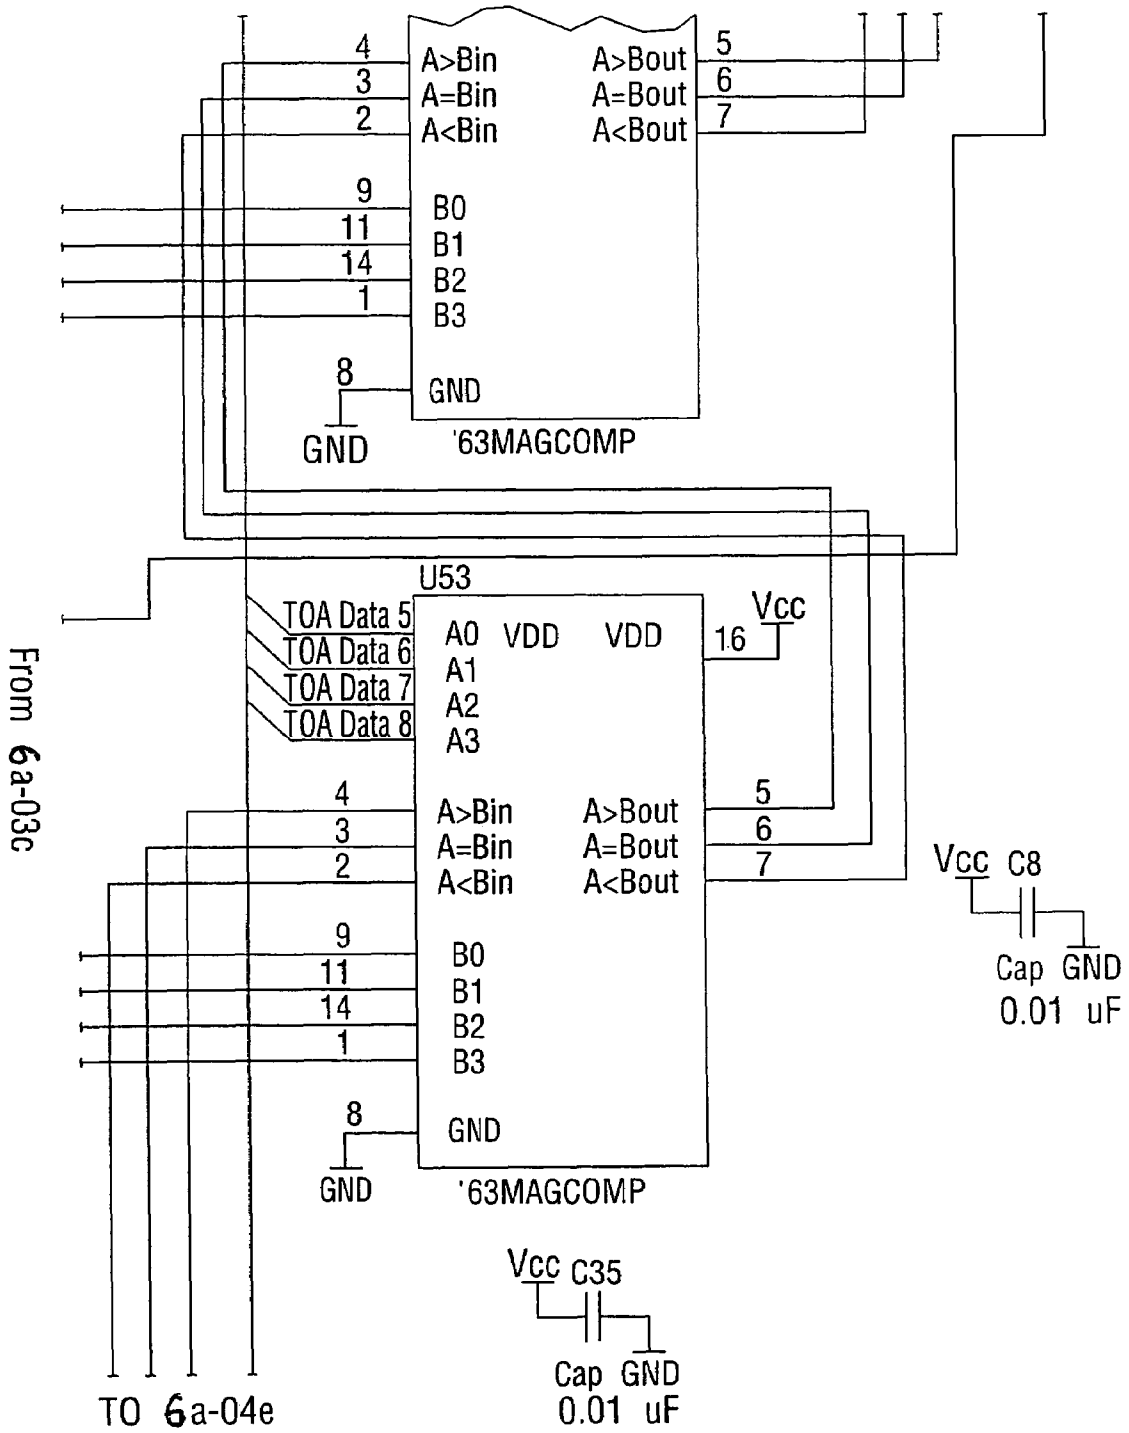 4 A>Bin A>Bout 5
3 A=Bin A=Bout 6
2 A<Bin A<Bout 7
9 B0
11 B1
14 B2
1 B3
8 GND
GND
'63MAGCOMP
U53
Vcc
TOA Data 5 A0 VDD VDD 16
TOA Data 6 A1
TOA Data 7 A2
TOA Data 8 A3
From 6a-03c
4 A>Bin A>Bout 5
3 A=Bin A=Bout 6
2 A<Bin A<Bout 7
Vcc C8
Cap GND
0.01 uF
9 B0
11 B1
14 B2
1 B3
8 GND
GND
'63MAGCOMP
Vcc C35
Cap GND
0.01 uF
TO 6a-04e